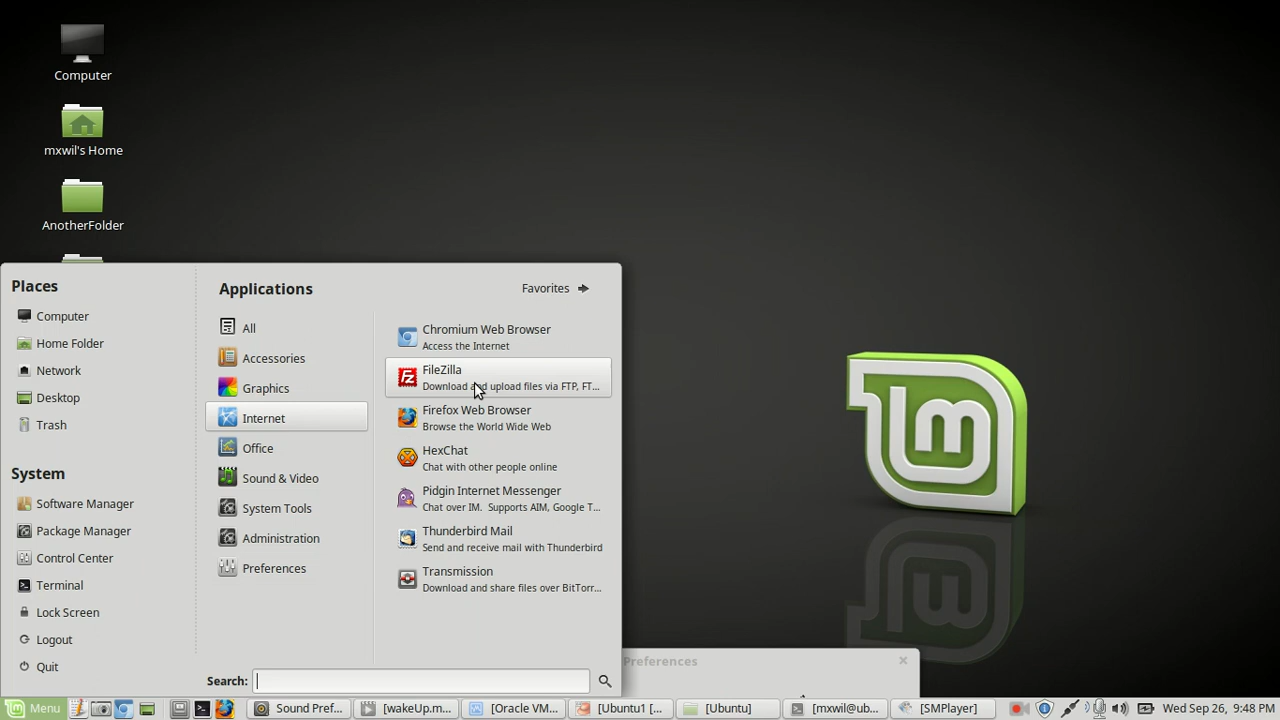 Computer
mxwil's Home
AnotherFolder
Places
Computer
Home Folder
Network
Desktop
Trash
System
Software Manager
Package Manager
Control Center
Terminal
Lock Screen
Logout
Quit
Applications
Favorites
All
Accessories
Graphics
Internet
Office
Sound & Video
System Tools
Administration
Preferences
Chromium Web Browser
Access the Internet
FileZilla
Download and upload files via FTP, FT...
Firefox Web Browser
Browse the World Wide Web
HexChat
Chat with other people online
Pidgin Internet Messenger
Chat over IM. Supports AIM, Google T...
Thunderbird Mail
Send and receive mail with Thunderbird
Transmission
Download and share files over BitTorr...
Search:
Preferences
Menu
Sound Pref...
[wakeUp.m...
[Oracle VM...
[Ubuntu1 [...
[Ubuntu]
[mxwil@ub...
[SMPlayer]
Wed Sep 26, 9:48 PM